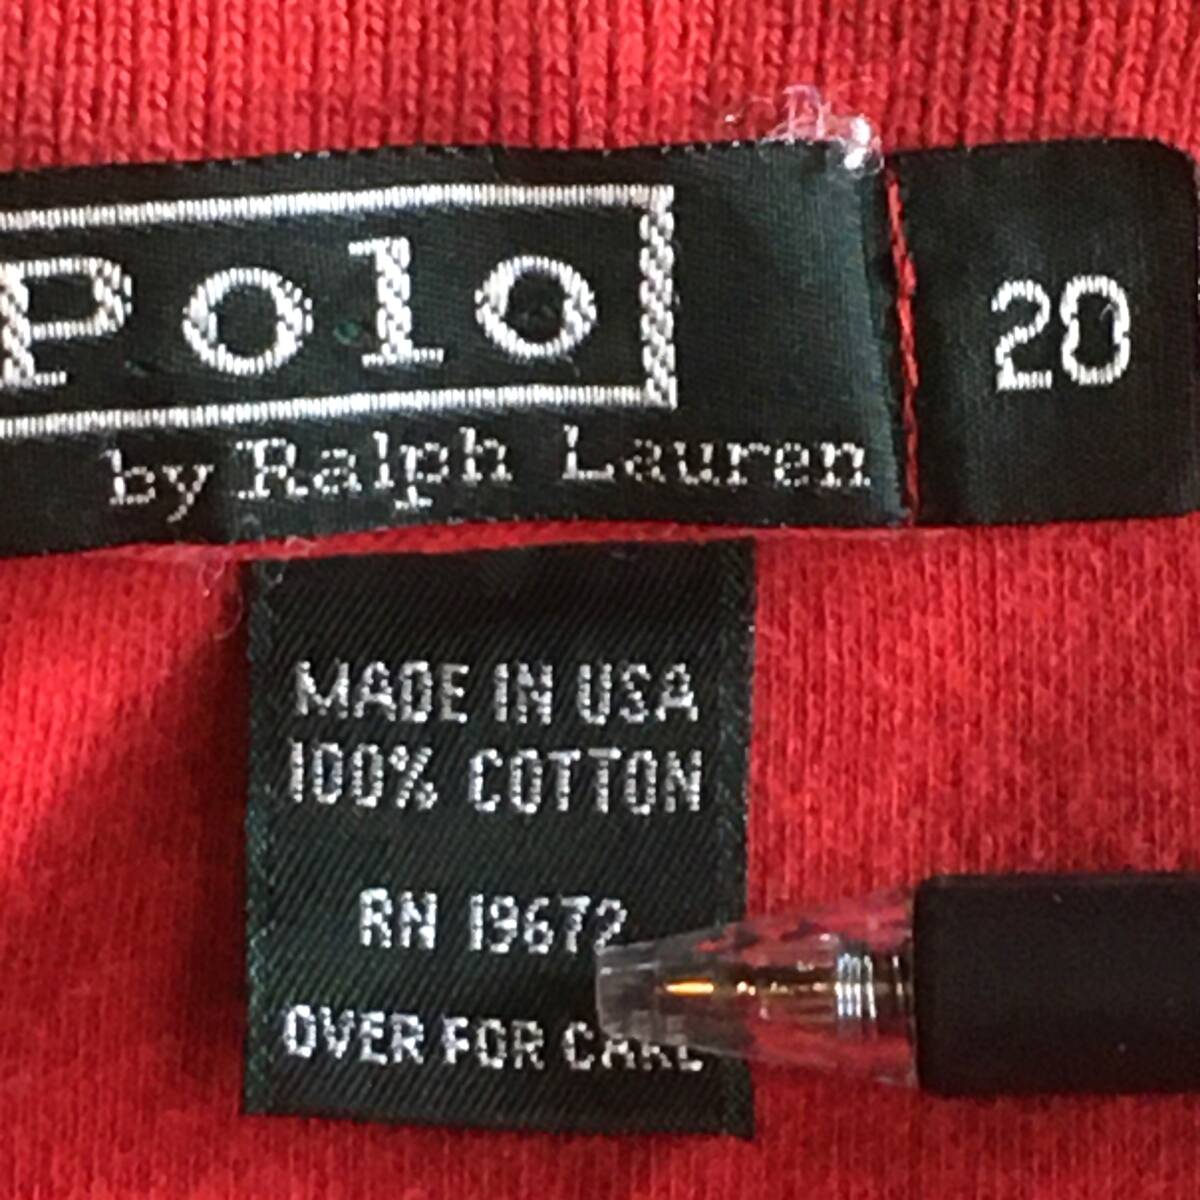 Polo
by Ralph Lauren
20
MADE IN USA
100% COTTON
RN 19672
OVER FOR CARE